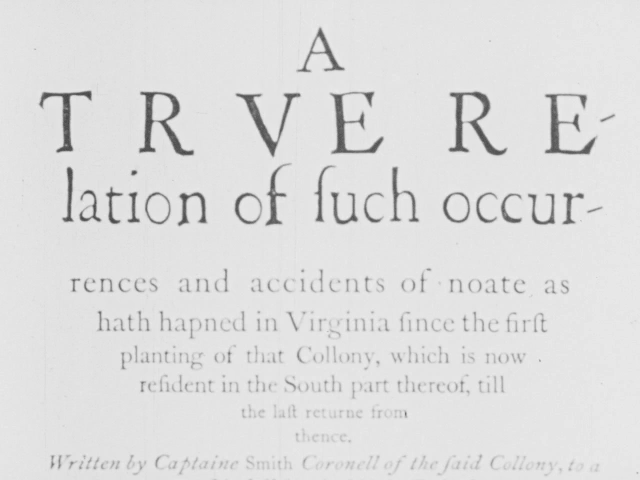 A
TRVE RE-
lation of ſuch occur-
rences and accidents of noate as
hath hapned in Virginia ſince the firſt
planting of that Collony, which is now
reſident in the South part thereof, till
the laſt returne from
thence.
Written by Captaine Smith Coronell of the ſaid Collony, to a